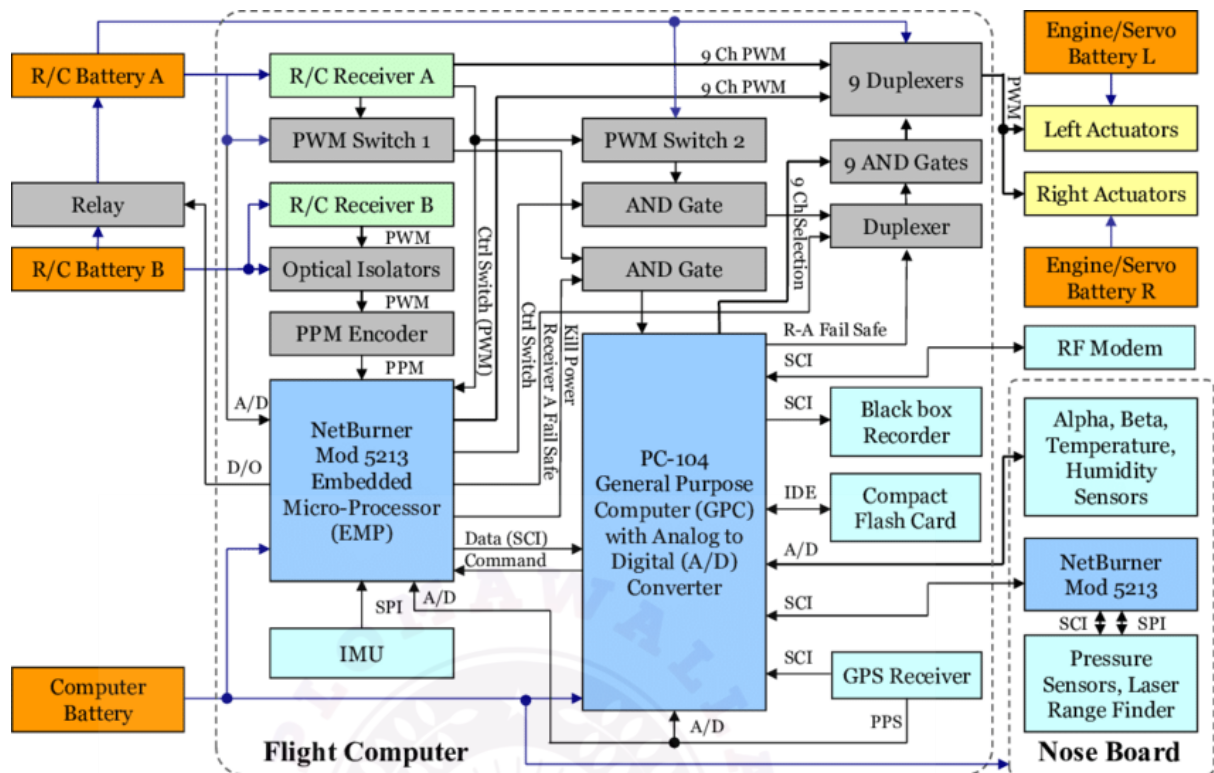 R/C Battery A
R/C Receiver A
9 Ch PWM
9 Ch PWM
9 Duplexers
Engine/Servo
Battery L
PWM
PWM Switch 1
PWM Switch 2
Left Actuators
9 AND Gates
Relay
R/C Receiver B
AND Gate
Right Actuators
Duplexer
9 Ch Selection
PWM
R/C Battery B
Optical Isolators
AND Gate
Engine/Servo
Battery R
PWM
Ctrl Switch (PWM)
Ctrl Switch
Receiver A Fail Safe
Kill Power
PPM Encoder
PPM
R-A Fail Safe
SCI
RF Modem
A/D
D/O
NetBurner
Mod 5213
Embedded
Micro-Processor
(EMP)
PC-104
General Purpose
Computer (GPC)
with Analog to
Digital (A/D)
Converter
SCI
Black box
Recorder
Alpha, Beta,
Temperature,
Humidity
Sensors
IDE
Compact
Flash Card
Data (SCI)
Command
A/D
NetBurner
Mod 5213
SPI
A/D
SCI
SCI
SPI
IMU
SCI
GPS Receiver
Pressure
Sensors, Laser
Range Finder
Computer
Battery
A/D
PPS
Flight Computer
Nose Board